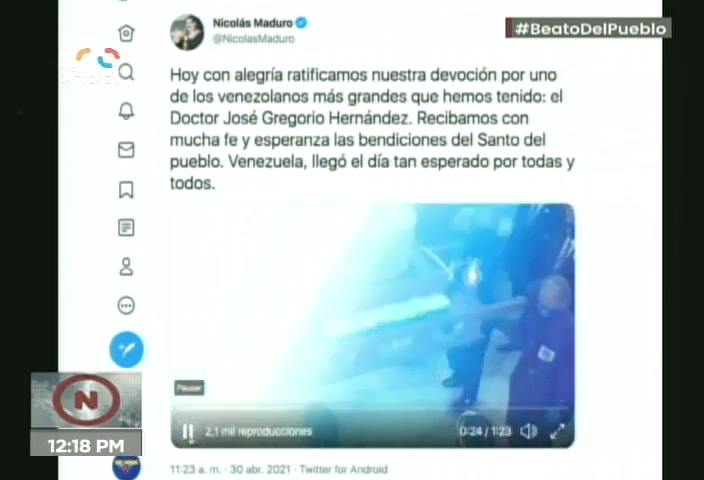 Nicolás Maduro
@NicolasMaduro
#BeatoDelPueblo
Hoy con alegría ratificamos nuestra devoción por uno
de los venezolanos más grandes que hemos tenido: el
Doctor José Gregorio Hernández. Recibamos con
mucha fe y esperanza las bendiciones del Santo del
pueblo. Venezuela, llegó el día tan esperado por todas y
todos.
Pausar
2,1 mil reproducciones
0:24 / 1:23
N
12:18 PM
11:23 a. m. · 30 abr. 2021 · Twitter for Android